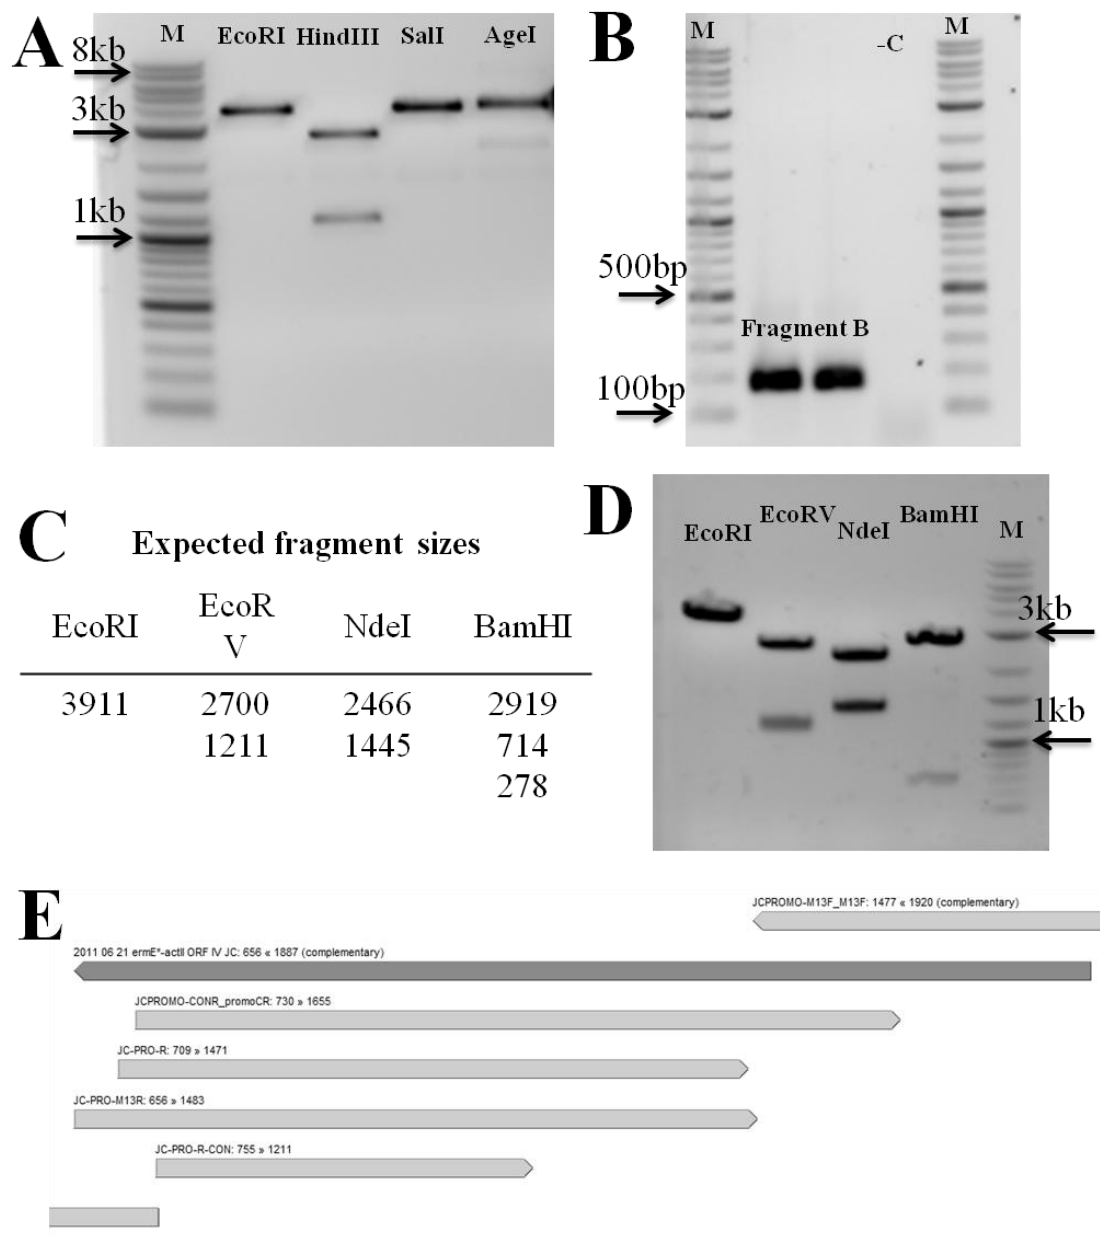 A
M EcoRI HindIII SalI AgeI
8kb
3kb
1kb
B
M -C M
500bp
Fragment B
100bp
C
Expected fragment sizes
EcoRI EcoR V NdeI BamHI
3911 2700 2466 2919
1211 1445 714
278
D
EcoRI EcoRV NdeI BamHI M
3kb
1kb
E
JCPROMO-M13F_M13F: 1477 « 1920 (complementary)
2011 06 21 ermE*-actII ORF IV JC: 656 « 1887 (complementary)
JCPROMO-CONR_promoCR: 730 » 1655
JC-PRO-R: 709 » 1471
JC-PRO-M13R: 656 » 1483
JC-PRO-R-CON: 755 » 1211